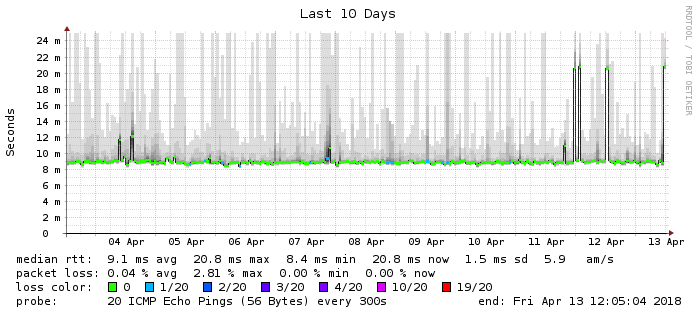 Last 10 Days
RRDTOOL / TOBI OETIKER
Seconds
24 m
22 m
20 m
18 m
16 m
14 m
12 m
10 m
8 m
6 m
4 m
2 m
0
04 Apr 05 Apr 06 Apr 07 Apr 08 Apr 09 Apr 10 Apr 11 Apr 12 Apr 13 Apr
median rtt: 9.1 ms avg 20.8 ms max 8.4 ms min 20.8 ms now 1.5 ms sd 5.9 am/s
packet loss: 0.04 % avg 2.81 % max 0.00 % min 0.00 % now
loss color: 0 1/20 2/20 3/20 4/20 10/20 19/20
probe: 20 ICMP Echo Pings (56 Bytes) every 300s end: Fri Apr 13 12:05:04 2018